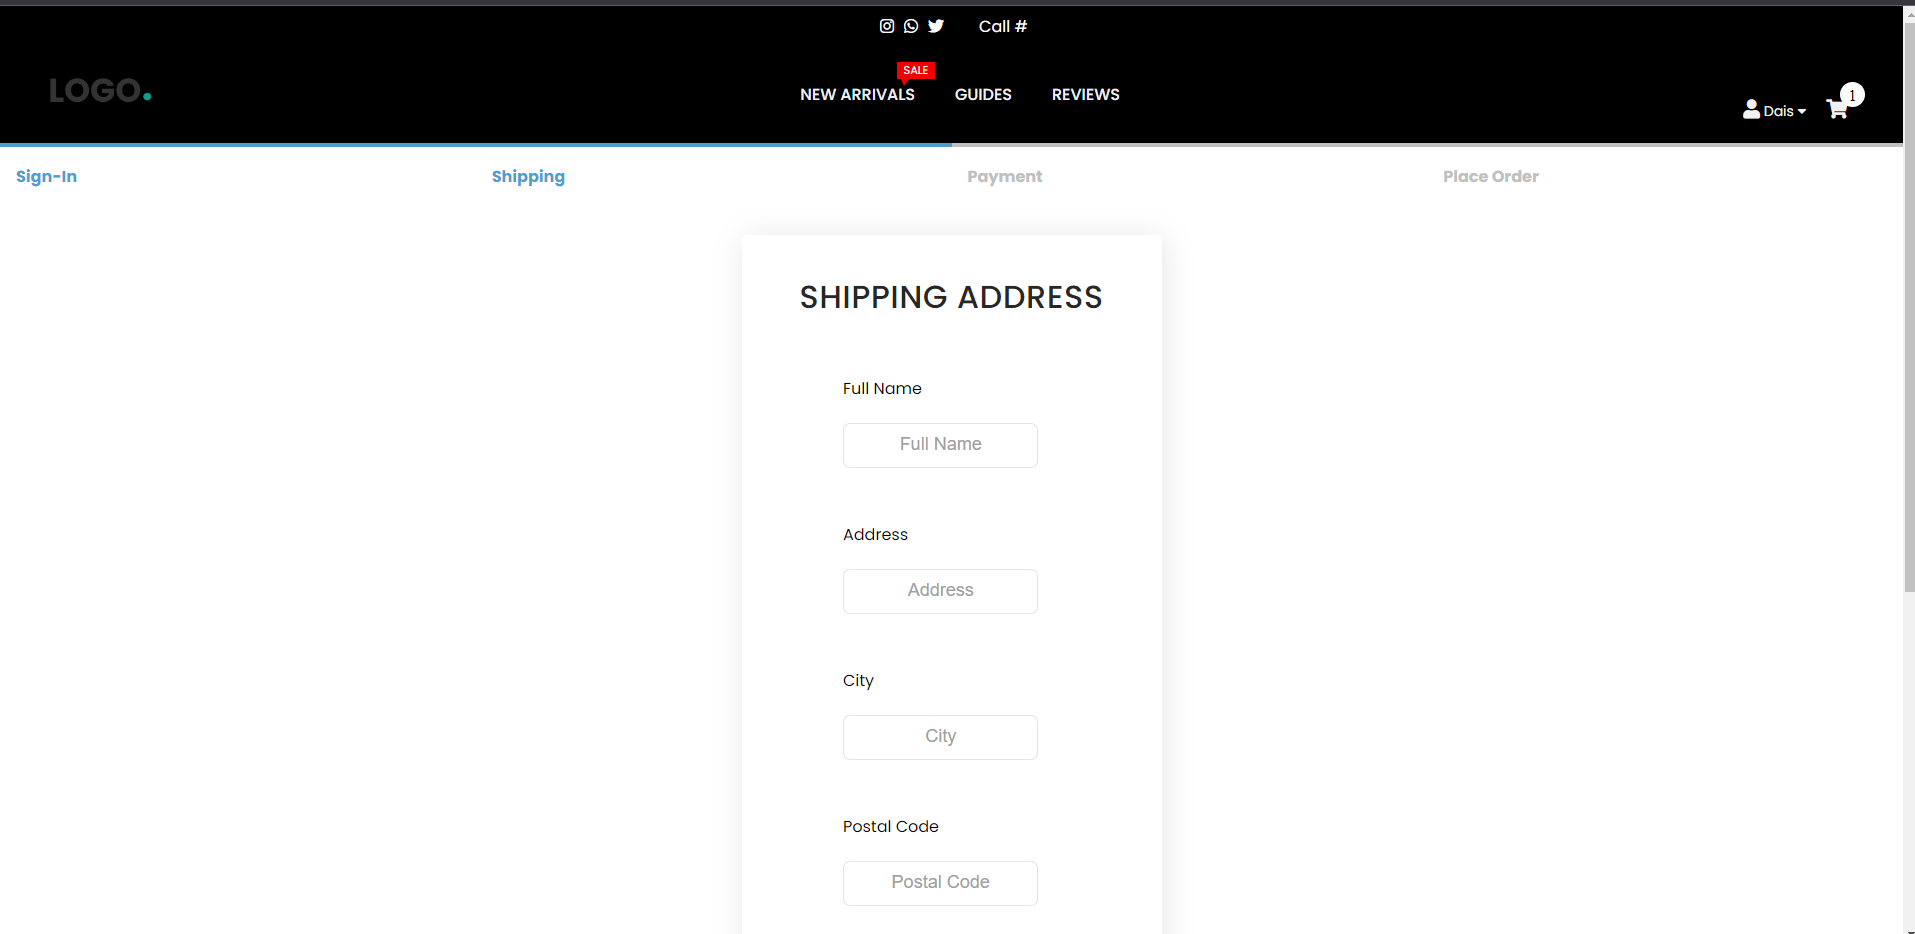 Call #
LOGO.
SALE
NEW ARRIVALS GUIDES REVIEWS
Dais
1
Sign-In Shipping Payment Place Order
SHIPPING ADDRESS
Full Name
Full Name
Address
Address
City
City
Postal Code
Postal Code